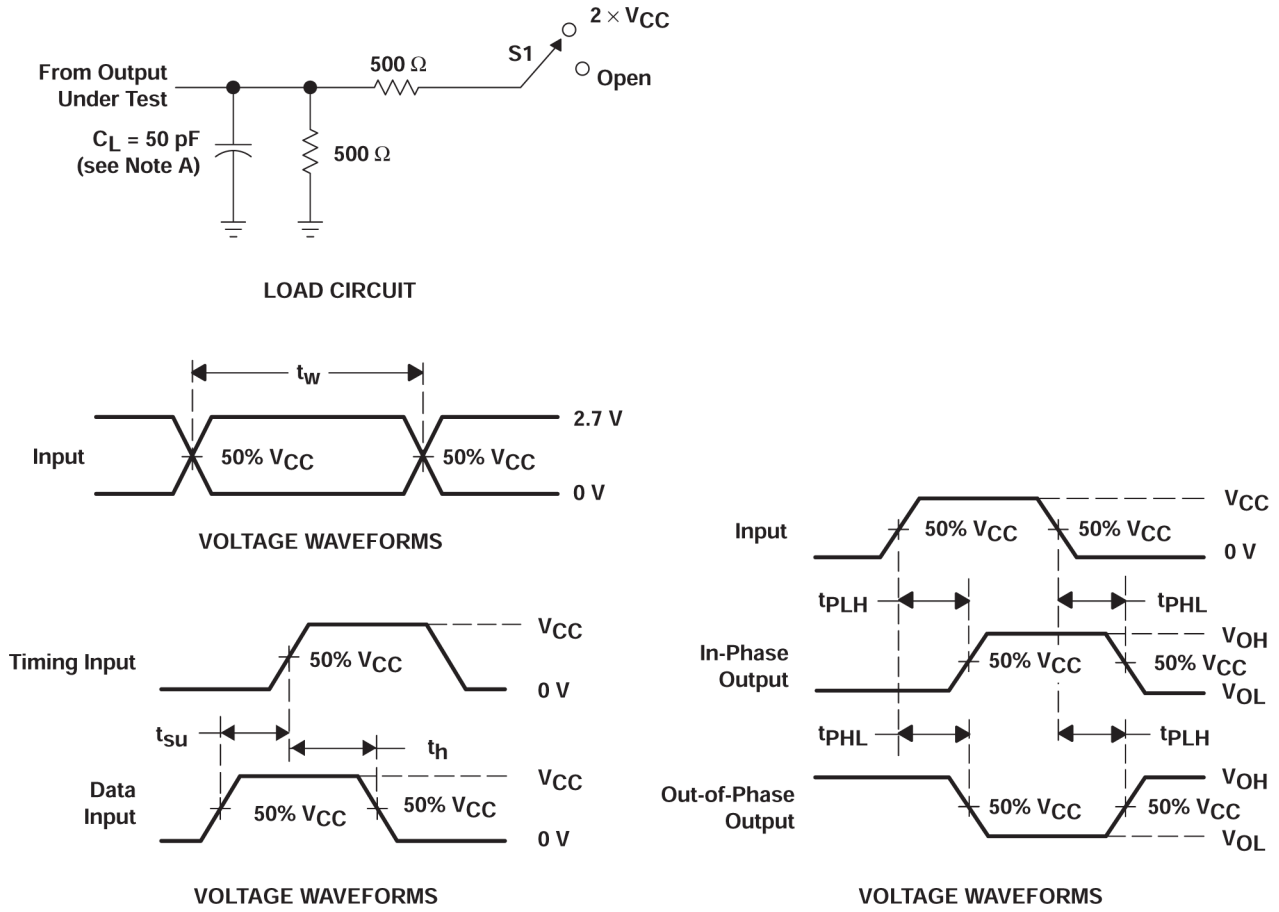 2 × VCC
S1
Open
500 Ω
From Output
Under Test
CL = 50 pF
(see Note A)
500 Ω
LOAD CIRCUIT
tw
2.7 V
Input
50% VCC
50% VCC
0 V
VOLTAGE WAVEFORMS
Timing Input
50% VCC
VCC
0 V
tsu
th
Data
Input
50% VCC
50% VCC
VCC
0 V
VOLTAGE WAVEFORMS
Input
50% VCC
50% VCC
VCC
0 V
tPLH
tPHL
In-Phase
Output
50% VCC
50% VCC
VOH
VOL
tPHL
tPLH
Out-of-Phase
Output
50% VCC
50% VCC
VOH
VOL
VOLTAGE WAVEFORMS